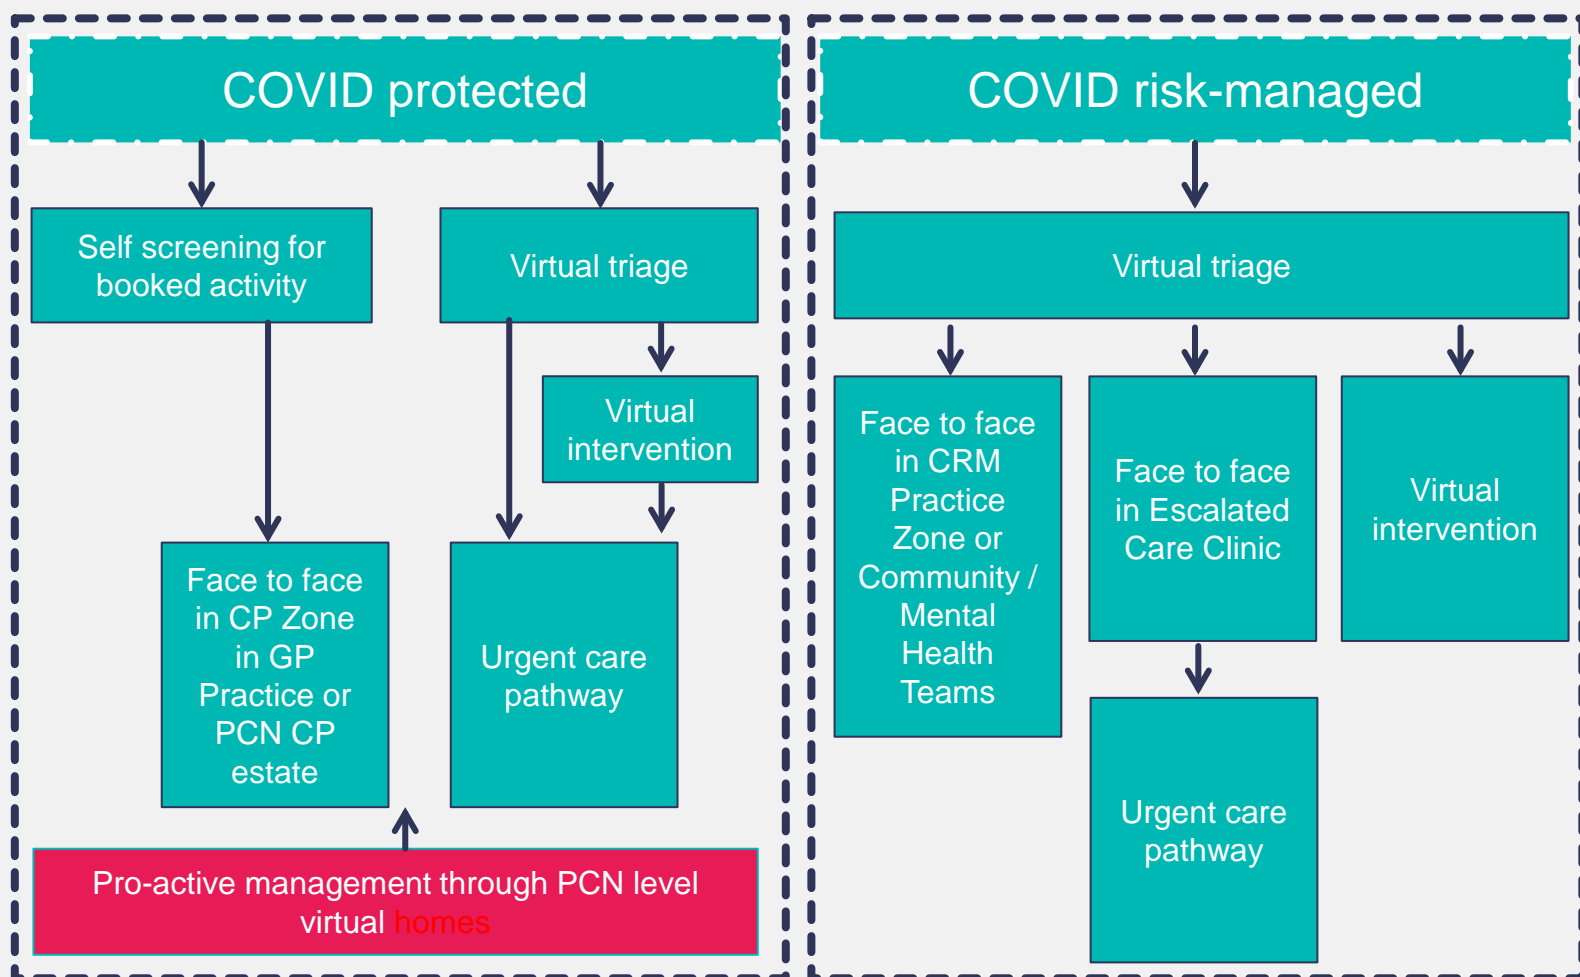 COVID protected
Self screening for
booked activity
Virtual triage
Virtual
intervention
Face to face
in CP Zone
in GP
Practice or
PCN CP
estate
Urgent care
pathway
Pro-active management through PCN level
virtual homes
COVID risk-managed
Virtual triage
Face to face
in CRM
Practice
Zone or
Community /
Mental
Health
Teams
Face to face
in Escalated
Care Clinic
Virtual
intervention
Urgent care
pathway